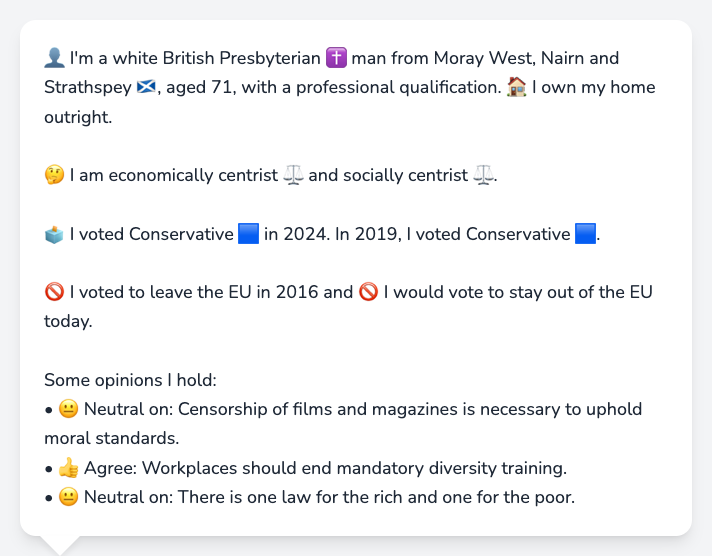 👤 I'm a white British Presbyterian ✝️ man from Moray West, Nairn and
Strathspey 🏴󠁧󠁢󠁳󠁣󠁴󠁿, aged 71, with a professional qualification. 🏠 I own my home
outright.
🤔 I am economically centrist ⚖️ and socially centrist ⚖️.
🗳️ I voted Conservative 🟦 in 2024. In 2019, I voted Conservative 🟦.
🚫 I voted to leave the EU in 2016 and 🚫 I would vote to stay out of the EU
today.
Some opinions I hold:
• 😐 Neutral on: Censorship of films and magazines is necessary to uphold
moral standards.
• 👍 Agree: Workplaces should end mandatory diversity training.
• 😐 Neutral on: There is one law for the rich and one for the poor.